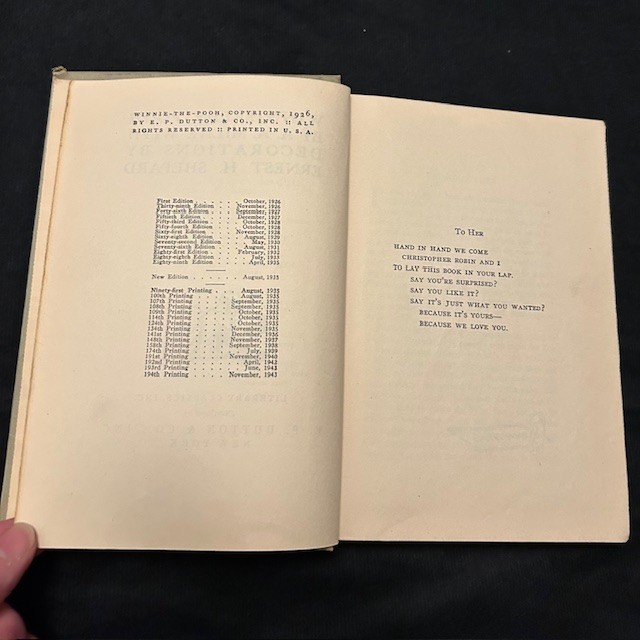 WINNIE-THE-POOH, COPYRIGHT, 1926,
BY E. P. DUTTON & CO., INC. :: ALL
RIGHTS RESERVED :: PRINTED IN U. S. A.
First Edition . . . . . October, 1926
Thirty-ninth Edition . . . November, 1926
Forty-sixth Edition . . . . September, 1927
Fiftieth Edition . . . . . December, 1927
Fifty-third Edition . . . . October, 1928
Fifty-fourth Edition . . . . October, 1928
Sixty-first Edition . . . . November, 1928
Sixty-eighth Edition . . . . August, 1929
Seventy-second Edition . . . May, 1930
Seventy-sixth Edition . . . . August, 1931
Eighty-first Edition . . . . February, 1932
Eighty-eighth Edition . . . . July, 1933
Eighty-ninth Edition . . . . April, 1935
New Edition . . . . . August, 1935
Ninety-first Printing . . . . August, 1935
100th Printing . . . . . August, 1935
107th Printing . . . . . September, 1935
108th Printing . . . . . September, 1935
109th Printing . . . . . October, 1935
114th Printing . . . . . October, 1935
124th Printing . . . . . October, 1935
141st Printing . . . . . December, 1936
148th Printing . . . . . November, 1937
158th Printing . . . . . September, 1938
174th Printing . . . . . July, 1939
191st Printing . . . . . November, 1940
192nd Printing . . . . . April, 1942
193rd Printing . . . . . June, 1943
194th Printing . . . . . November, 1943
To Her
HAND IN HAND WE COME
CHRISTOPHER ROBIN AND I
TO LAY THIS BOOK IN YOUR LAP.
SAY YOU'RE SURPRISED?
SAY YOU LIKE IT?
SAY IT'S JUST WHAT YOU WANTED?
BECAUSE IT'S YOURS—
BECAUSE WE LOVE YOU.